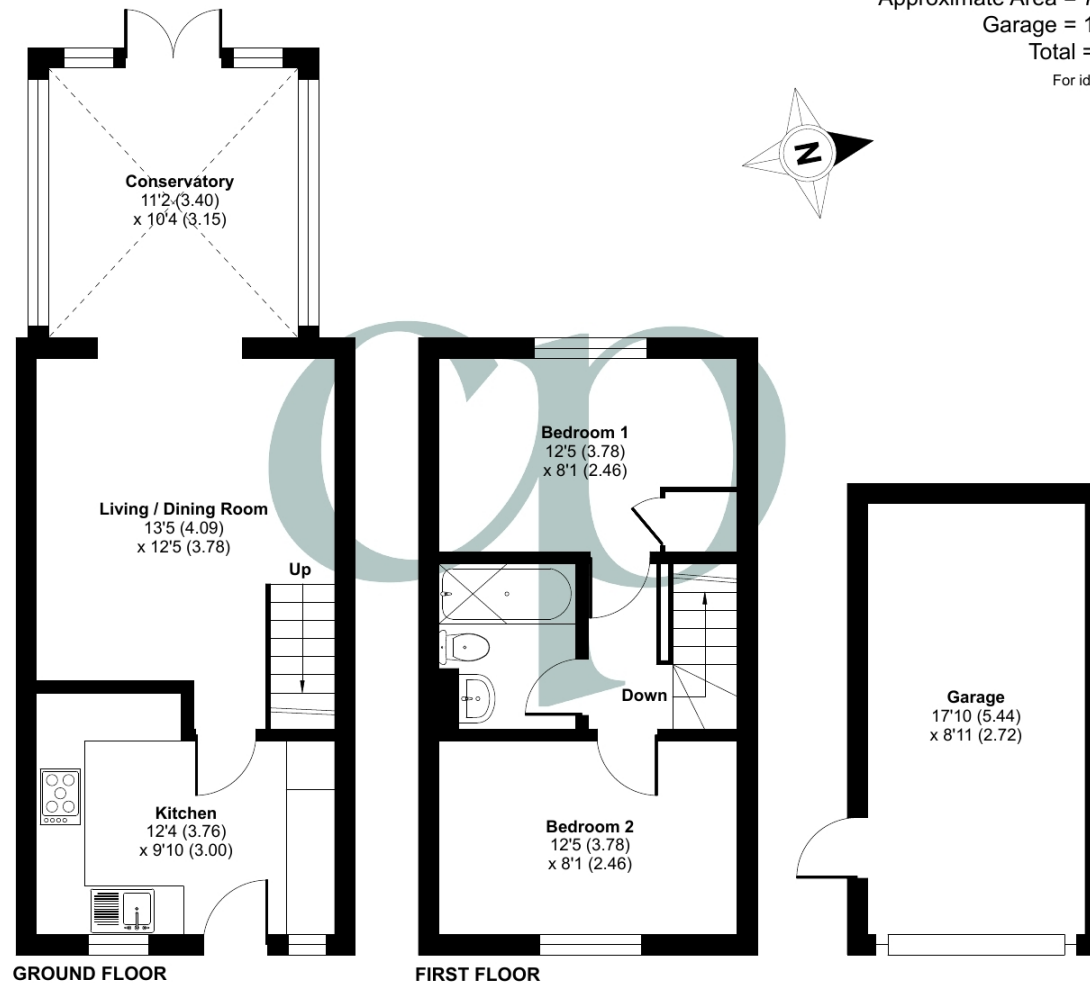 Approximate Area =
Garage = 1
Total =
For id
N
Conservatory
11'2 (3.40)
x 10'4 (3.15)
Living / Dining Room
13'5 (4.09)
x 12'5 (3.78)
Up
Kitchen
12'4 (3.76)
x 9'10 (3.00)
GROUND FLOOR
cp
Bedroom 1
12'5 (3.78)
x 8'1 (2.46)
Down
Bedroom 2
12'5 (3.78)
x 8'1 (2.46)
FIRST FLOOR
Garage
17'10 (5.44)
x 8'11 (2.72)